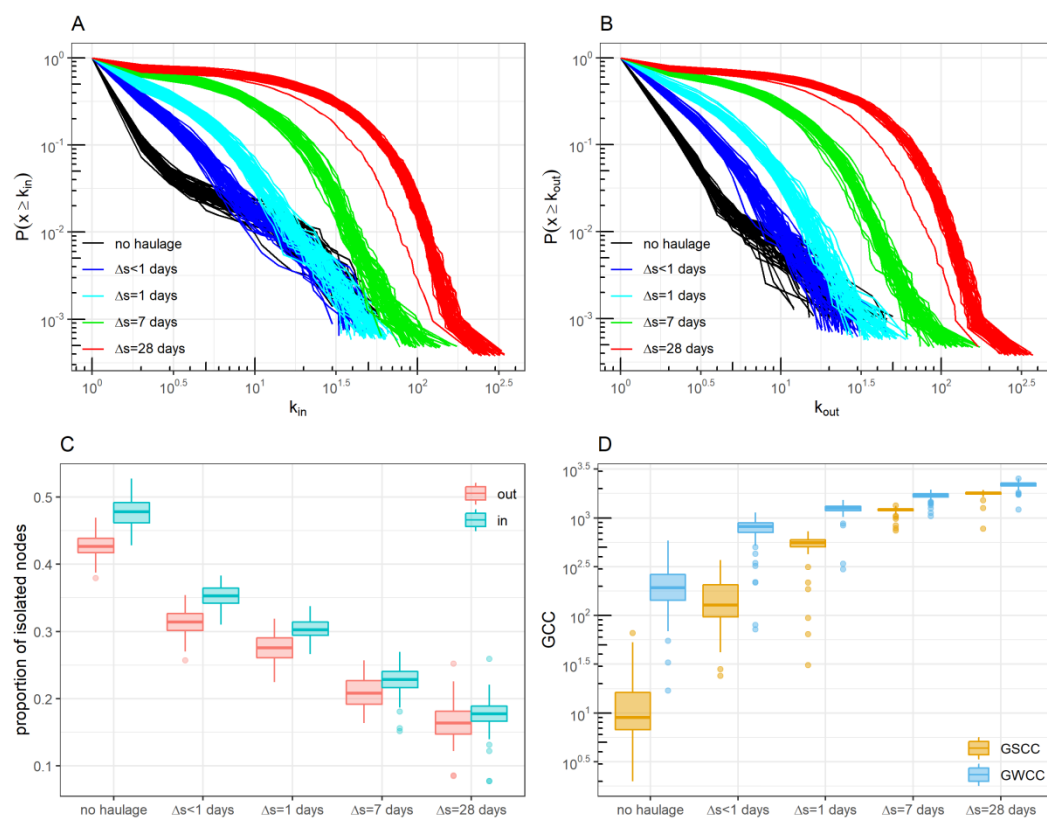 A
P(x ≥ k_in)
10^0
10^-1
10^-2
10^-3
no haulage
Δs<1 days
Δs=1 days
Δs=7 days
Δs=28 days
10^0 10^0.5 10^1 10^1.5 10^2 10^2.5
k_in
B
P(x ≥ k_out)
10^0
10^-1
10^-2
10^-3
no haulage
Δs<1 days
Δs=1 days
Δs=7 days
Δs=28 days
10^0 10^0.5 10^1 10^1.5 10^2 10^2.5
k_out
C
proportion of isolated nodes
0.5
0.4
0.3
0.2
0.1
out
in
no haulage Δs<1 days Δs=1 days Δs=7 days Δs=28 days
D
GCC
10^3.5
10^3
10^2.5
10^2
10^1.5
10^1
10^0.5
GSCC
GWCC
no haulage Δs<1 days Δs=1 days Δs=7 days Δs=28 days